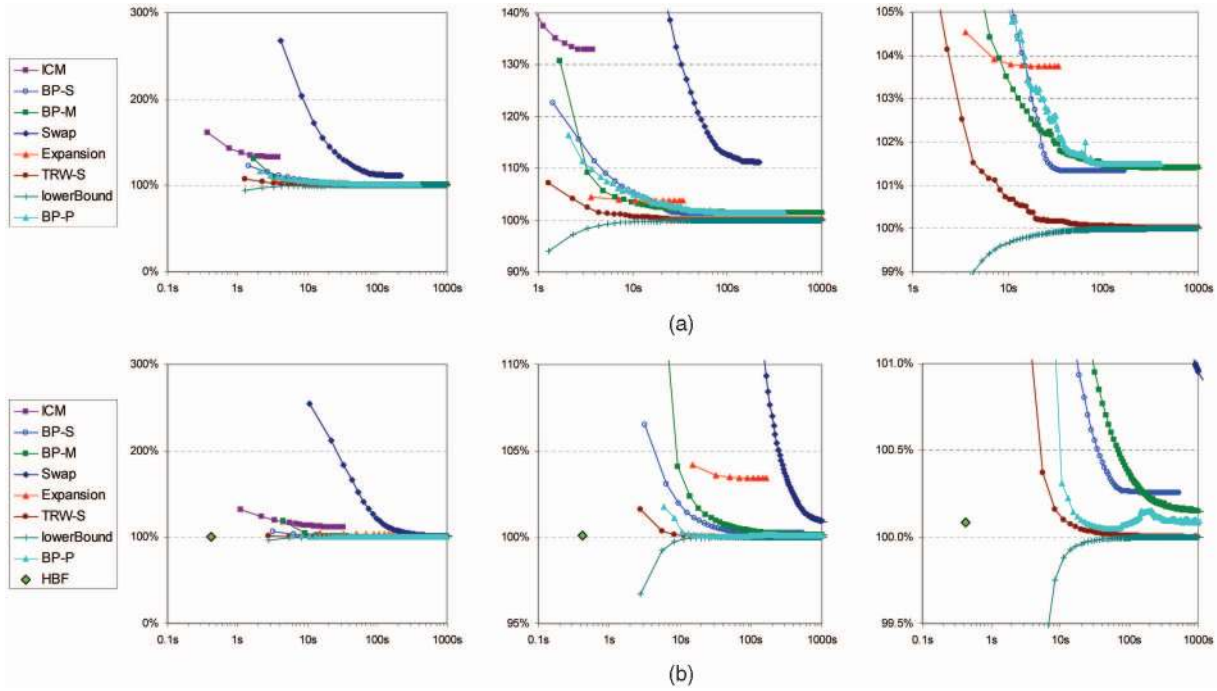 300%
200%
100%
0%
0.1s 1s 10s 100s 1000s
ICM
BP-S
BP-M
Swap
Expansion
TRW-S
lowerBound
BP-P
140%
130%
120%
110%
100%
90%
1s 10s 100s 1000s
105%
104%
103%
102%
101%
100%
99%
1s 10s 100s 1000s
(a)
300%
200%
100%
0%
0.1s 1s 10s 100s 1000s
ICM
BP-S
BP-M
Swap
Expansion
TRW-S
lowerBound
BP-P
HBF
110%
105%
100%
95%
0.1s 1s 10s 100s 1000s
101.0%
100.5%
100.0%
99.5%
0.1s 1s 10s 100s 1000s
(b)